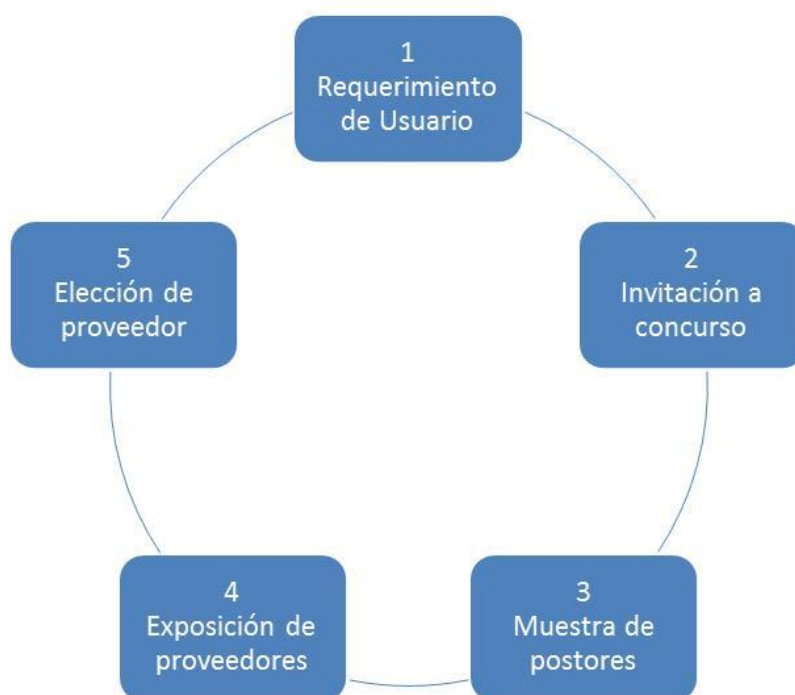 1
Requerimiento
de Usuario
2
Invitación a
concurso
3
Muestra de
postores
4
Exposición de
proveedores
5
Elección de
proveedor